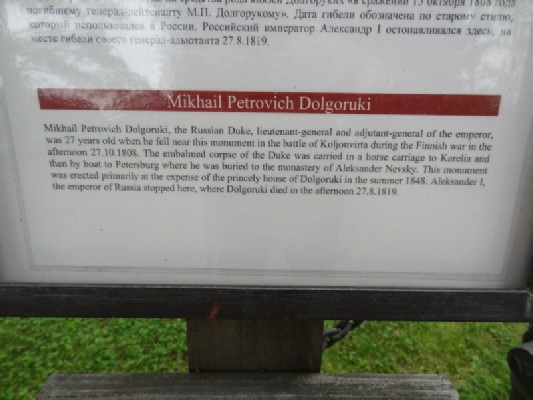 князей Долгоруких «в сражении 15 октября 1808 года
погибшему генерал-лейтенанту М.П. Долгорукому». Дата гибели обозначена по старому стилю,
который использовался в России. Российский император Александр I останавливался здесь, на
месте гибели своего генерал-адъютанта 27.8.1819.
Mikhail Petrovich Dolgoruki
Mikhail Petrovich Dolgoruki, the Russian Duke, lieutenant-general and adjutant-general of the emperor,
was 27 years old when he fell near this monument in the battle of Koljonvirta during the Finnish war in the
afternoon 27.10.1808. The embalmed corpse of the Duke was carried in a horse carriage to Karelia and
then by boat to Petersburg where he was buried to the monastery of Aleksander Nevsky. This monument
was erected primarily at the expense of the princely house of Dolgoruki in the summer 1848. Aleksander I,
the emperor of Russia stopped here, where Dolgoruki died in the afternoon 27.8.1819.